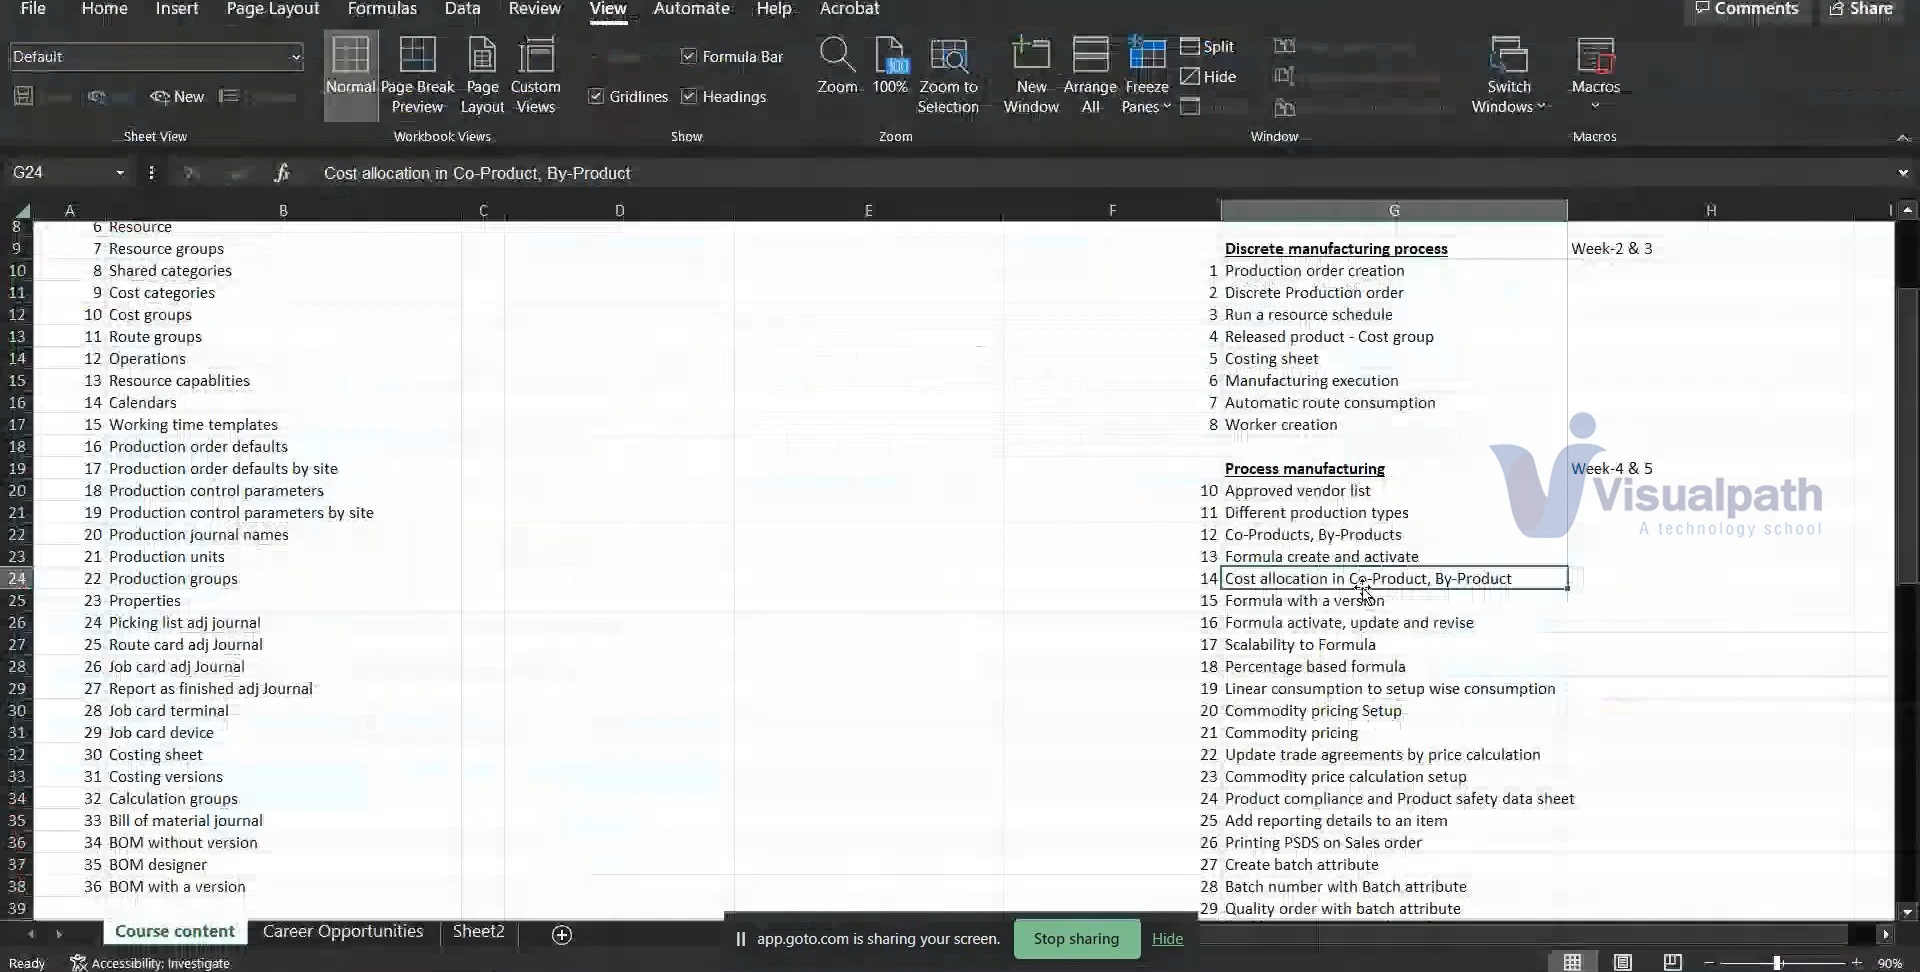 File Home Insert Page Layout Formulas Data Review View Automate Help Acrobat Comments Share
Default
New
Sheet View
Normal Page Break Preview Page Layout Custom Views
Workbook Views
Formula Bar
Gridlines Headings
Show
Zoom 100% Zoom to Selection
Zoom
New Window Arrange All Freeze Panes Split
Hide
Window
Switch Windows
Macros
Macros
G24 fx Cost allocation in Co-Product, By-Product
A B C D E F G H I
8 6 Resource
9 7 Resource groups Discrete manufacturing process Week-2 & 3
10 8 Shared categories 1 Production order creation
11 9 Cost categories 2 Discrete Production order
12 10 Cost groups 3 Run a resource schedule
13 11 Route groups 4 Released product - Cost group
14 12 Operations 5 Costing sheet
15 13 Resource capablities 6 Manufacturing execution
16 14 Calendars 7 Automatic route consumption
17 15 Working time templates 8 Worker creation
18 16 Production order defaults
19 17 Production order defaults by site Process manufacturing Week-4 & 5
20 18 Production control parameters 10 Approved vendor list
21 19 Production control parameters by site 11 Different production types
22 20 Production journal names 12 Co-Products, By-Products
23 21 Production units 13 Formula create and activate
24 22 Production groups 14 Cost allocation in Co-Product, By-Product
25 23 Properties 15 Formula with a version
26 24 Picking list adj journal 16 Formula activate, update and revise
27 25 Route card adj Journal 17 Scalability to Formula
28 26 Job card adj Journal 18 Percentage based formula
29 27 Report as finished adj Journal 19 Linear consumption to setup wise consumption
30 28 Job card terminal 20 Commodity pricing Setup
31 29 Job card device 21 Commodity pricing
32 30 Costing sheet 22 Update trade agreements by price calculation
33 31 Costing versions 23 Commodity price calculation setup
34 32 Calculation groups 24 Product compliance and Product safety data sheet
35 33 Bill of material journal 25 Add reporting details to an item
36 34 BOM without version 26 Printing PSDS on Sales order
37 35 BOM designer 27 Create batch attribute
38 36 BOM with a version 28 Batch number with Batch attribute
39 29 Quality order with batch attribute
Visualpath
A technology school
Course content Career Opportunities Sheet2
app.goto.com is sharing your screen. Stop sharing Hide
Ready Accessibility: Investigate 90%